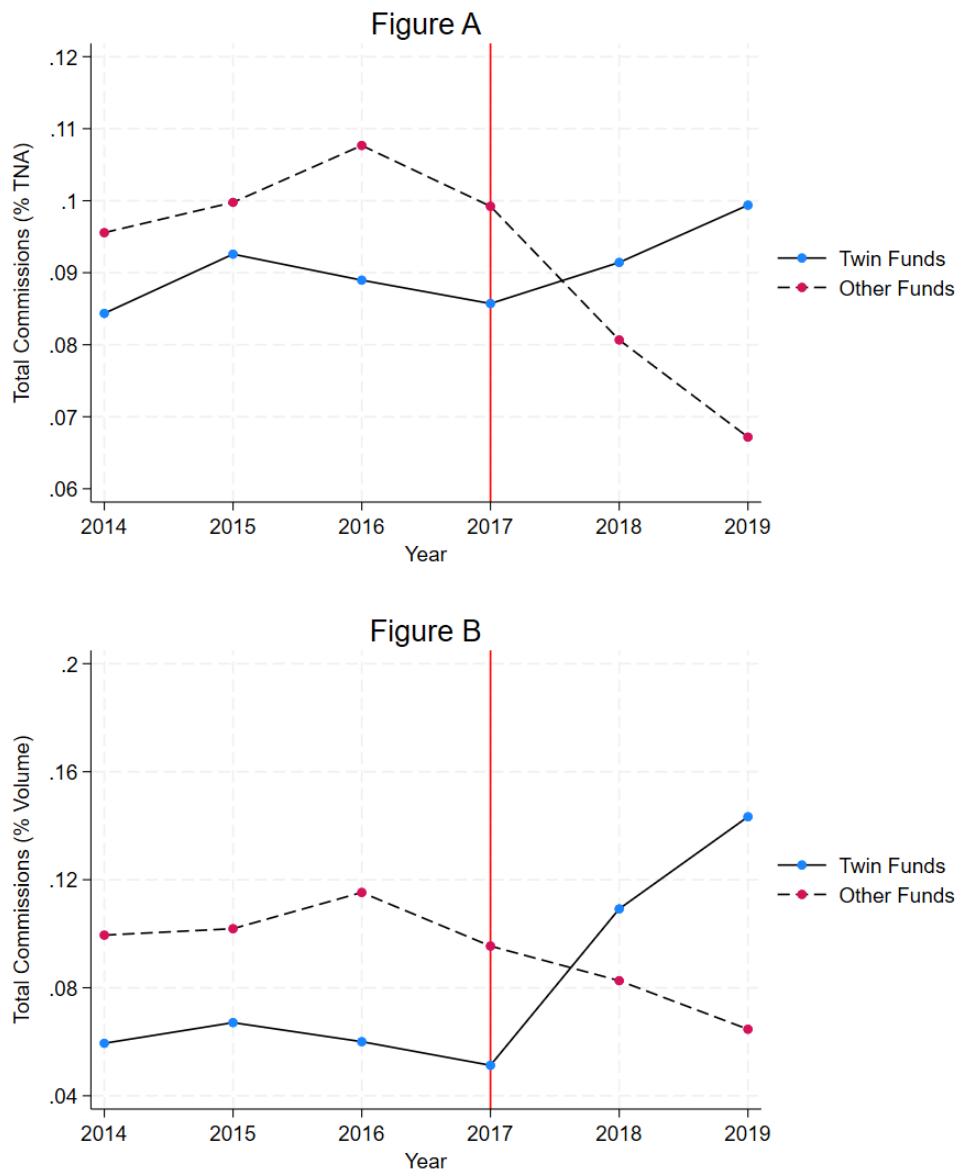 Figure A
.12
.11
.1
.09
.08
.07
.06
Total Commissions (% TNA)
2014 2015 2016 2017 2018 2019
Year
Twin Funds
Other Funds
Figure B
.2
.16
.12
.08
.04
Total Commissions (% Volume)
2014 2015 2016 2017 2018 2019
Year
Twin Funds
Other Funds